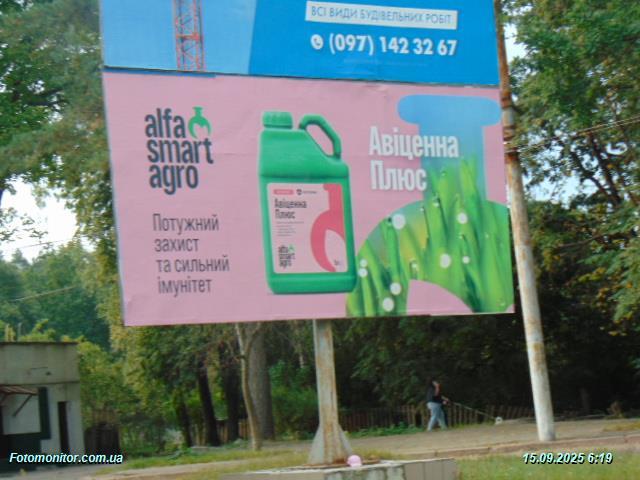 ВСІ ВИДИ БУДІВЕЛЬНИХ РОБІТ
(097) 142 32 67
alfa
smart
agro
Потужний
захист
та сильний
імунітет
Авіценна
Плюс
alfa
smart
agro
Авіценна
Плюс
Fotomonitor.com.ua
15.09.2025 6:19